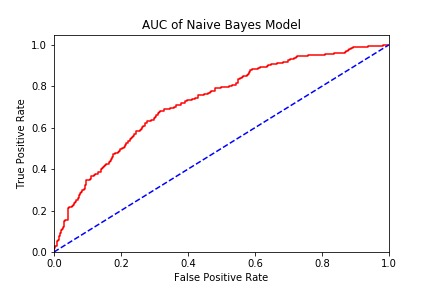 AUC of Naive Bayes Model
True Positive Rate
1.0
0.8
0.6
0.4
0.2
0.0
0.0 0.2 0.4 0.6 0.8 1.0
False Positive Rate